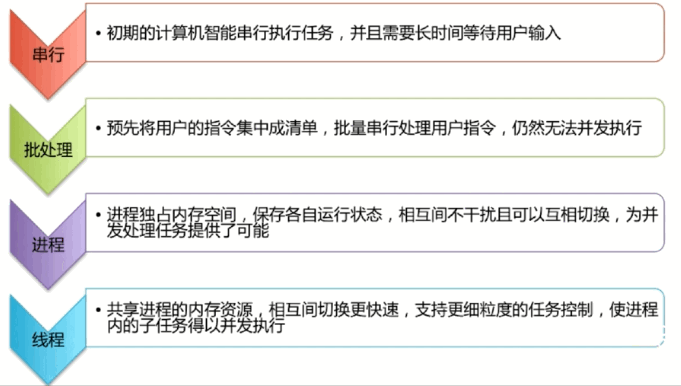 串行
• 初期的计算机智能串行执行任务，并且需要长时间等待用户输入
批处理
• 预先将用户的指令集中成清单，批量串行处理用户指令，仍然无法并发执行
进程
• 进程独占内存空间，保存各自运行状态，相互间不干扰且可以互相切换，为并
发处理任务提供了可能
线程
• 共享进程的内存资源，相互间切换更快速，支持更细粒度的任务控制，使进程
内的子任务得以并发执行